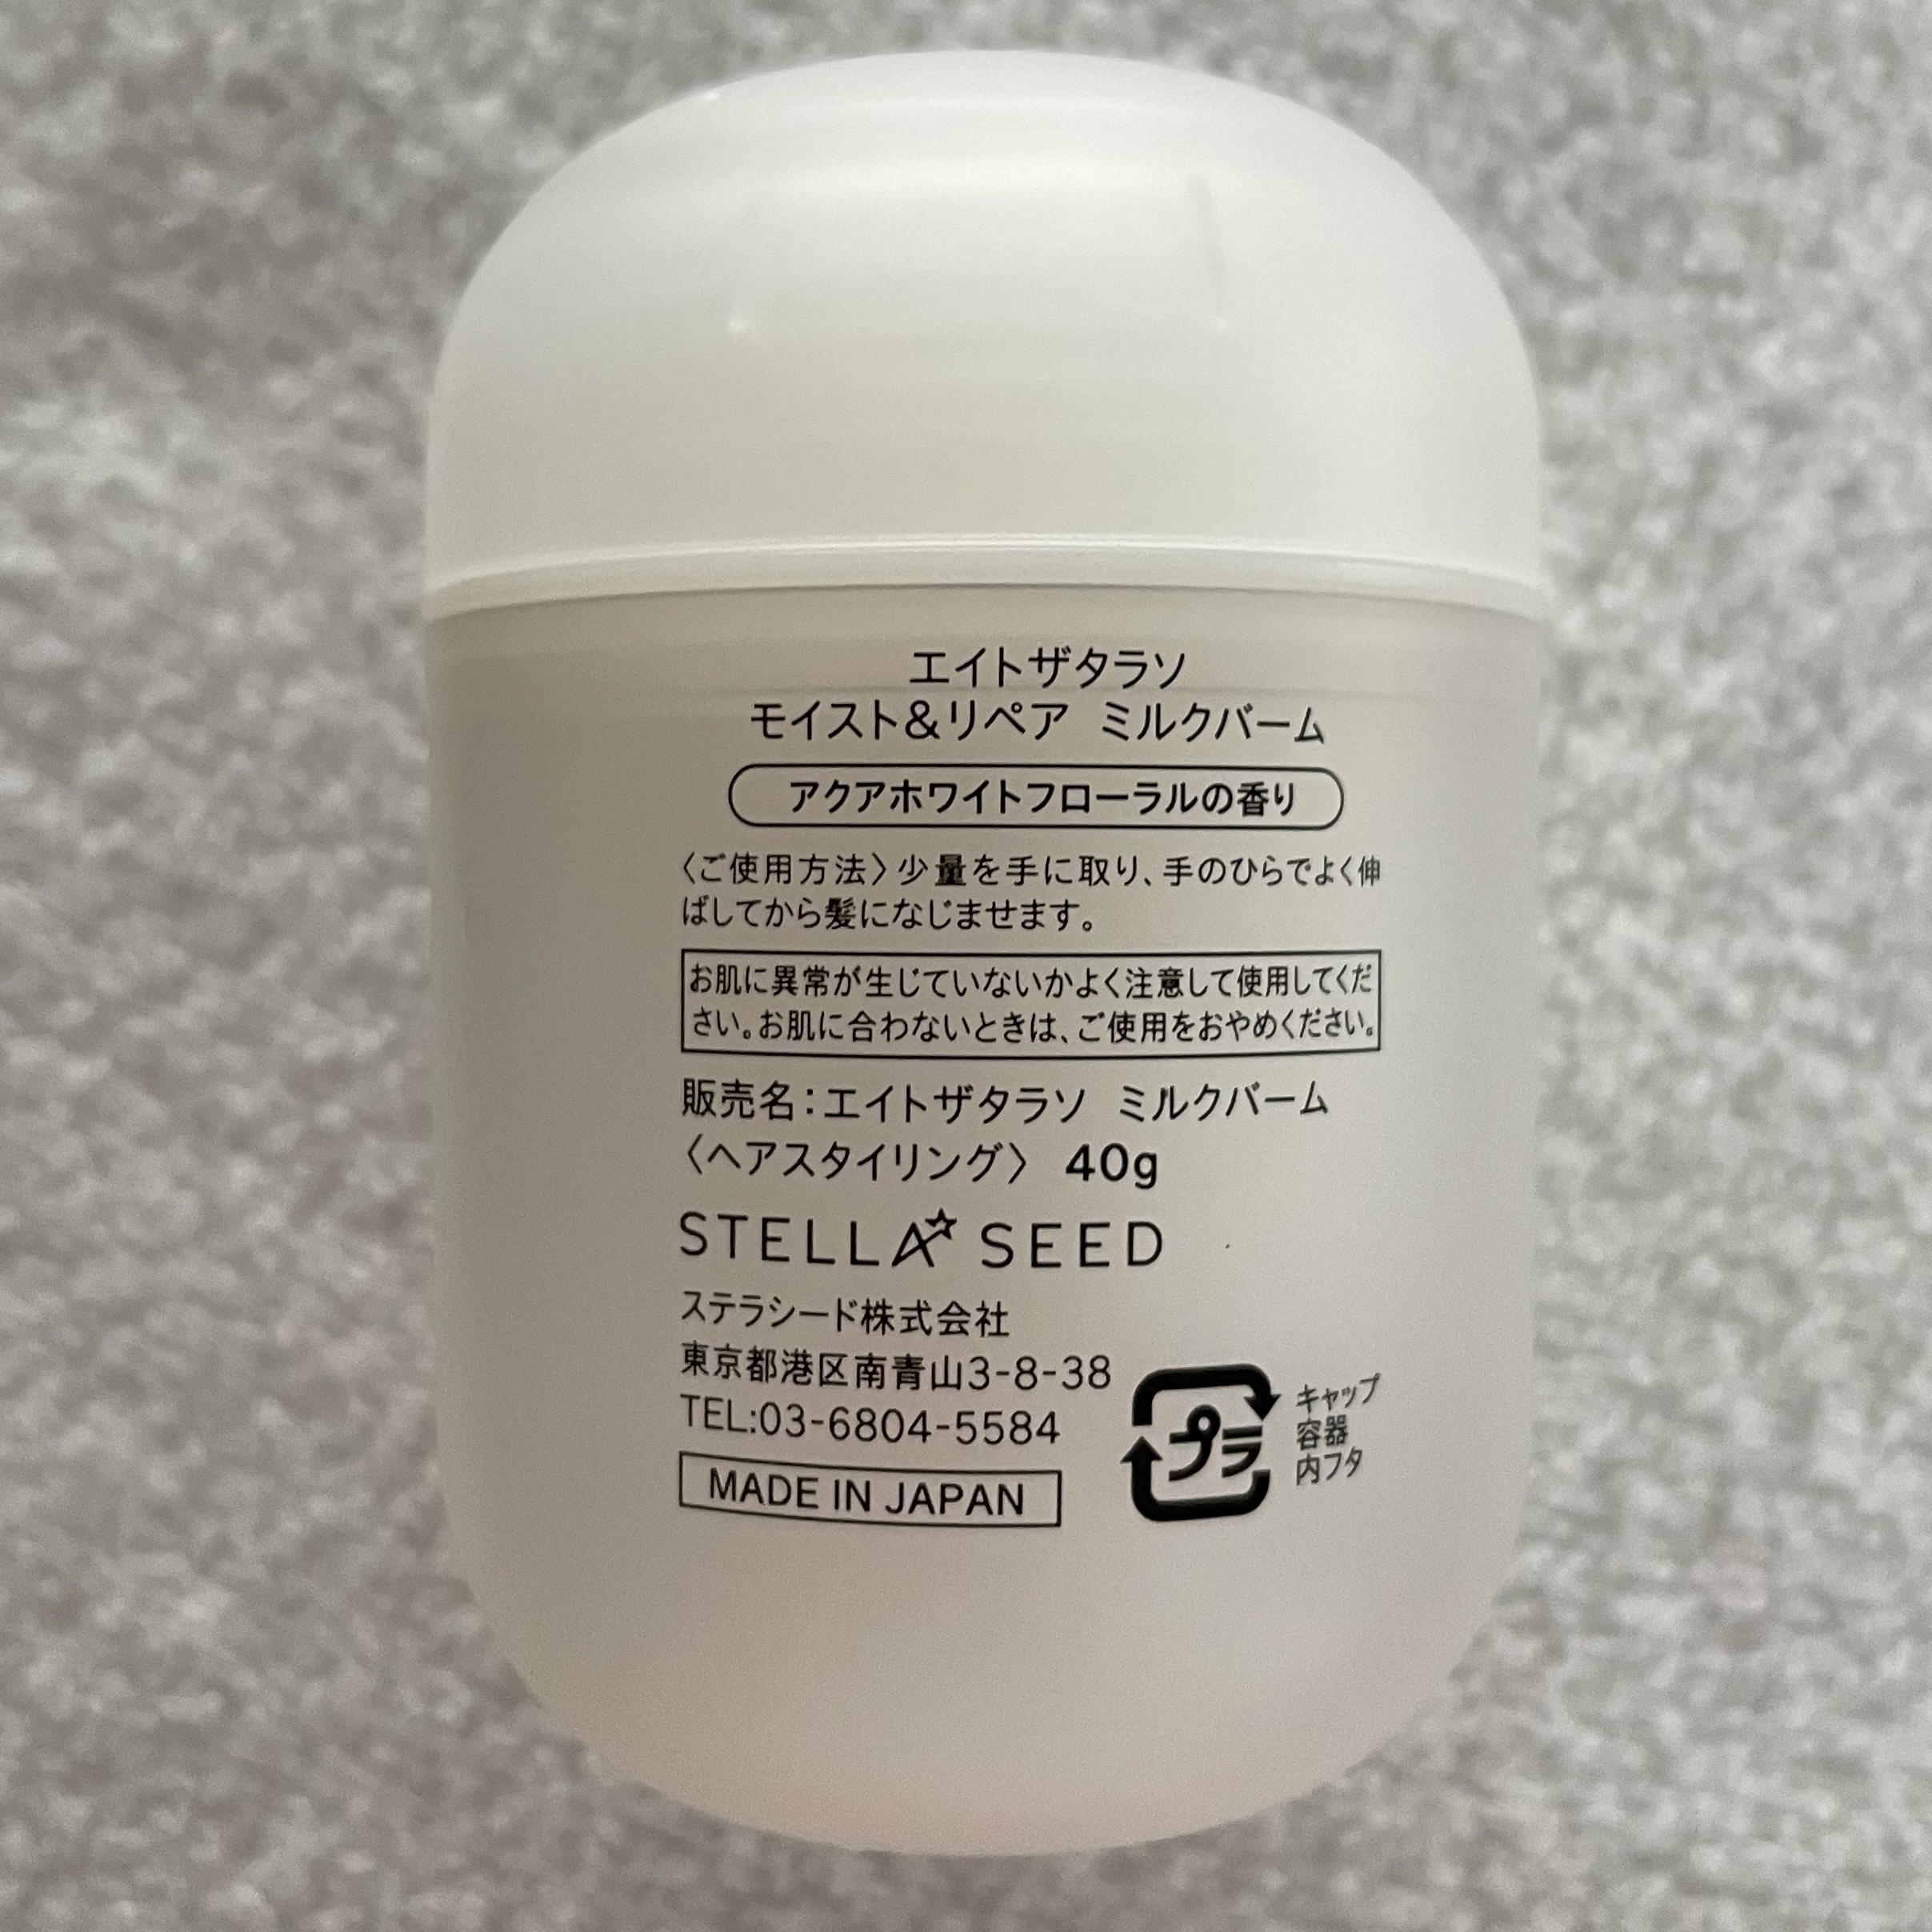 エイトザタラソ
モイスト&リペア ミルクバーム
アクアホワイトフローラルの香り
〈ご使用方法〉少量を手に取り、手のひらでよく伸
ばしてから髪になじませます。
お肌に異常が生じていないかよく注意して使用してくだ
さい。お肌に合わないときは、ご使用をおやめください。
販売名:エイトザタラソ ミルクバーム
〈ヘアスタイリング〉 40g
STELLA SEED
ステラシード株式会社
東京都港区南青山3-8-38
TEL:03-6804-5584
MADE IN JAPAN
プラ
キャップ
容器
内フタ